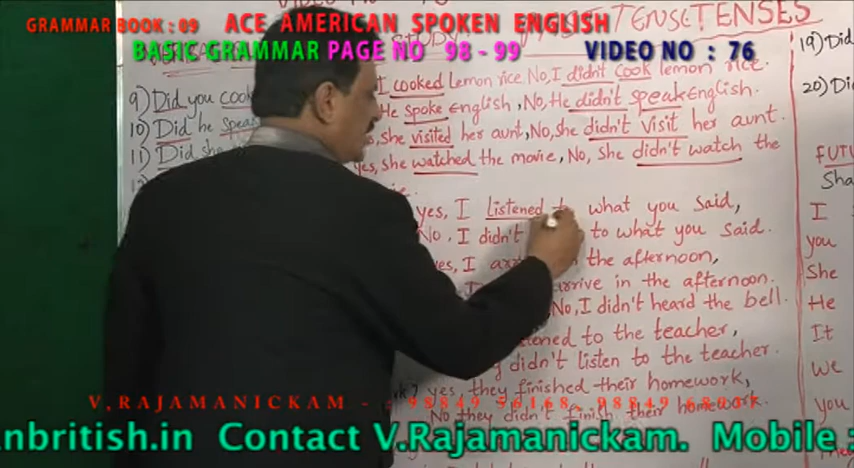 GRAMMAR BOOK : 09 ACE AMERICAN SPOKEN ENGLISH
BASIC GRAMMAR PAGE NO 98 - 99 VIDEO NO : 76
TENSE TENSES
9) Did you cook
I cooked Lemon rice No, I didn't cook lemon rice.
10) Did he speak
He spoke English, No, He didn't speak English.
11) Did she
she visited her aunt, No, She didn't visit her aunt.
yes, She watched the movie, No, She didn't watch the
yes, I listened to what you said,
No, I didn't to what you said.
I the afternoon,
arrive in the afternoon.
No, I didn't heard the bell.
to the teacher,
didn't listen to the teacher.
yes, they finished their homework,
No they didn't finish their homework.
19) Did
20) Did
FUTU
Sha
I
you
She
He
It
we
you
V,RAJAMANICKAM - : 98849 56168,
nbritish.in Contact V.Rajamanickam. Mobile :